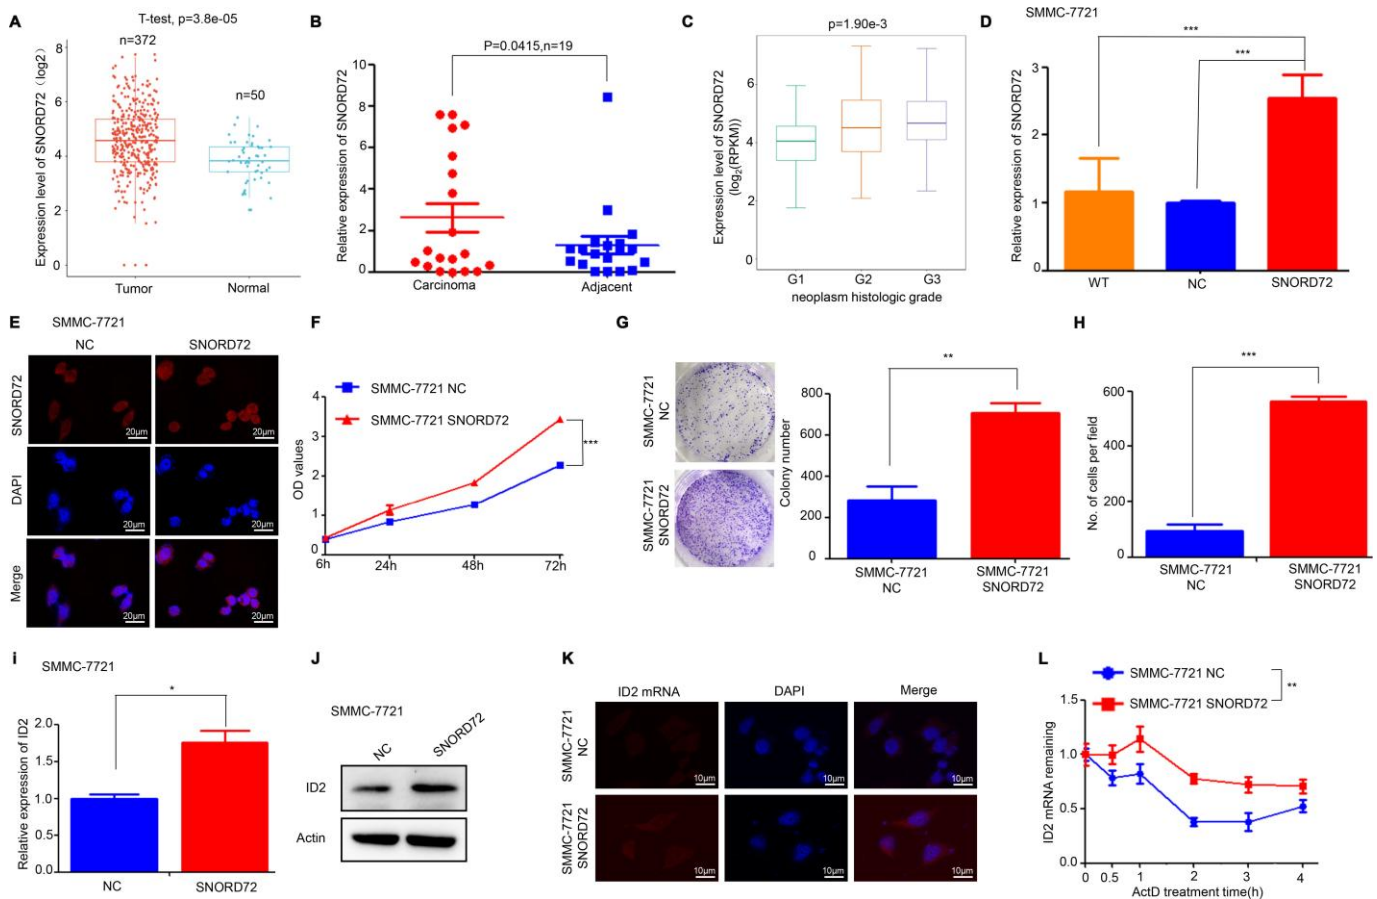 A
T-test, p=3.8e-05
Expression level of SNORD72（log2）
8
6
4
2
0
n=372
n=50
Tumor
Normal
B
P=0.0415,n=19
Relative expression of SNORD72
10
8
6
4
2
0
Carcinoma
Adjacent
C
p=1.90e-3
Expression level of SNORD72
(log2(RPKM))
6
4
2
0
G1
G2
G3
neoplasm histologic grade
D
SMMC-7721
***
***
Relative expression of SNORD72
3
2
1
0
WT
NC
SNORD72
E
SMMC-7721
NC
SNORD72
SNORD72
20μm
20μm
DAPI
20μm
20μm
Merge
20μm
20μm
F
SMMC-7721 NC
SMMC-7721 SNORD72
OD values
4
3
2
1
0
***
6h
24h
48h
72h
G
SMMC-7721
NC
SMMC-7721
SNORD72
**
Colony number
800
600
400
200
0
SMMC-7721
NC
SMMC-7721
SNORD72
H
***
No. of cells per field
600
400
200
0
SMMC-7721
NC
SMMC-7721
SNORD72
i
SMMC-7721
*
Relative expression of ID2
2.0
1.5
1.0
0.5
0.0
NC
SNORD72
J
SMMC-7721
NC
SNORD72
ID2
Actin
K
ID2 mRNA
DAPI
Merge
SMMC-7721
NC
10μm
10μm
10μm
SMMC-7721
SNORD72
10μm
10μm
10μm
L
SMMC-7721 NC
SMMC-7721 SNORD72
**
ID2 mRNA remaining
1.5
1.0
0.5
0.0
0
0.5
1
2
3
4
ActD treatment time(h)